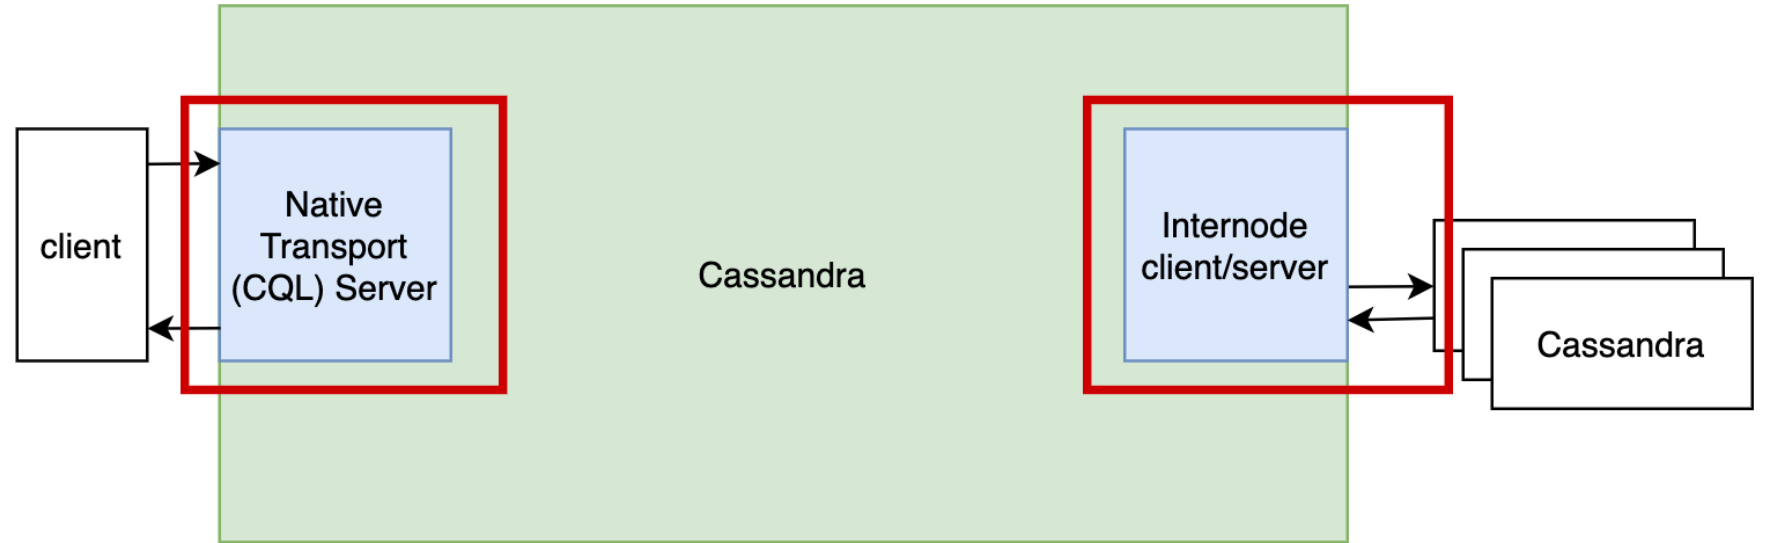 client
Native
Transport
(CQL) Server
Cassandra
Internode
client/server
Cassandra